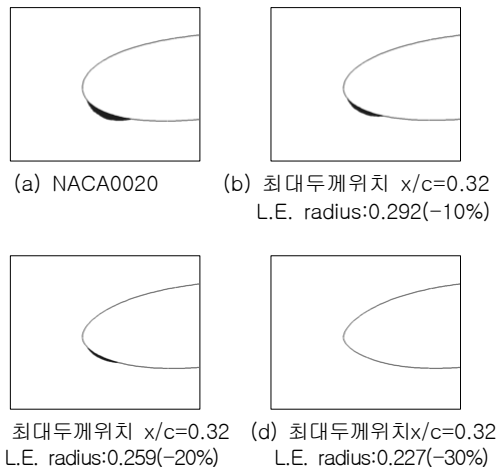 (a) NACA0020
(b) 최대두께위치 x/c=0.32
L.E. radius:0.292(-10%)
최대두께위치 x/c=0.32
L.E. radius:0.259(-20%)
(d) 최대두께위치x/c=0.32
L.E. radius:0.227(-30%)